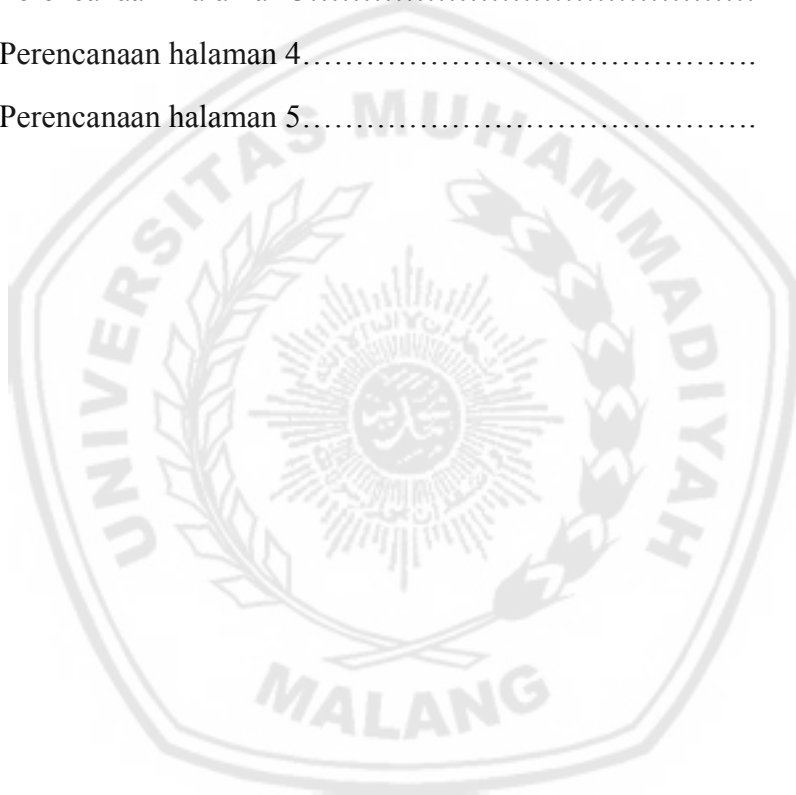 Perencanaan halaman 4……………………………………….
Perencanaan halaman 5……………………………………….
UNIVERSITAS MUHAMMADIYAH
MALANG